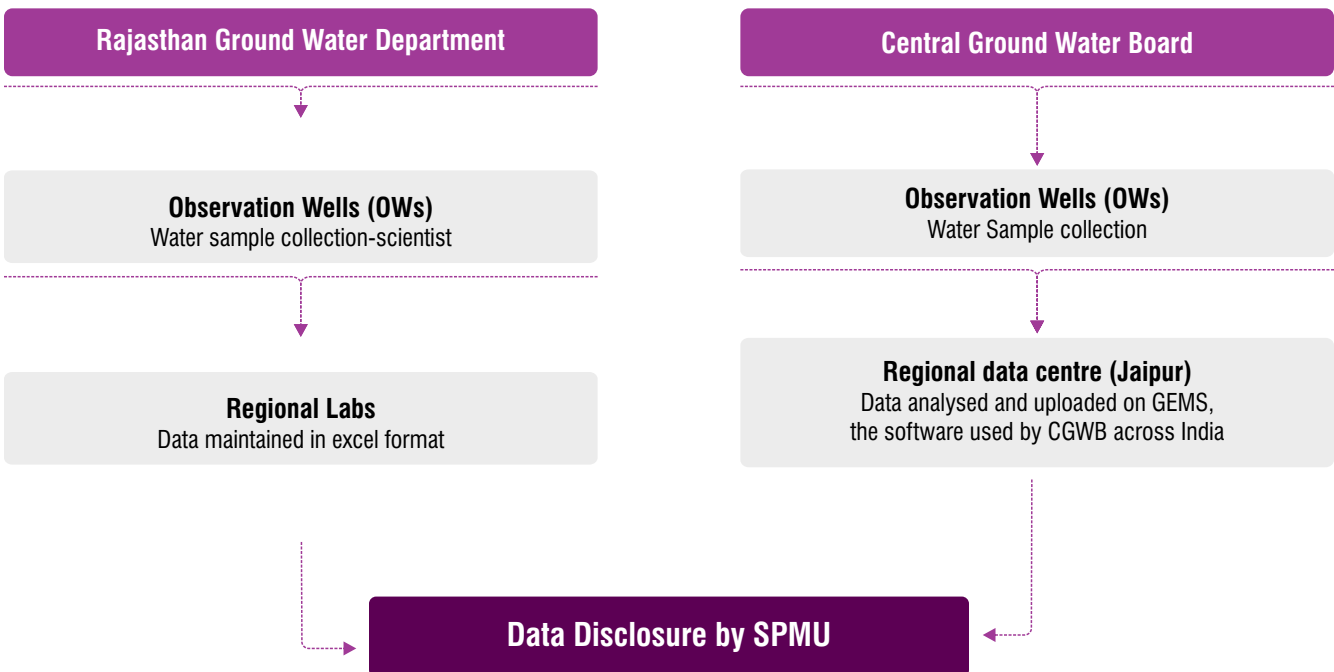 Rajasthan Ground Water Department
Observation Wells (OWs)
Water sample collection-scientist
Regional Labs
Data maintained in excel format
Central Ground Water Board
Observation Wells (OWs)
Water Sample collection
Regional data centre (Jaipur)
Data analysed and uploaded on GEMS,
the software used by CGWB across India
Data Disclosure by SPMU